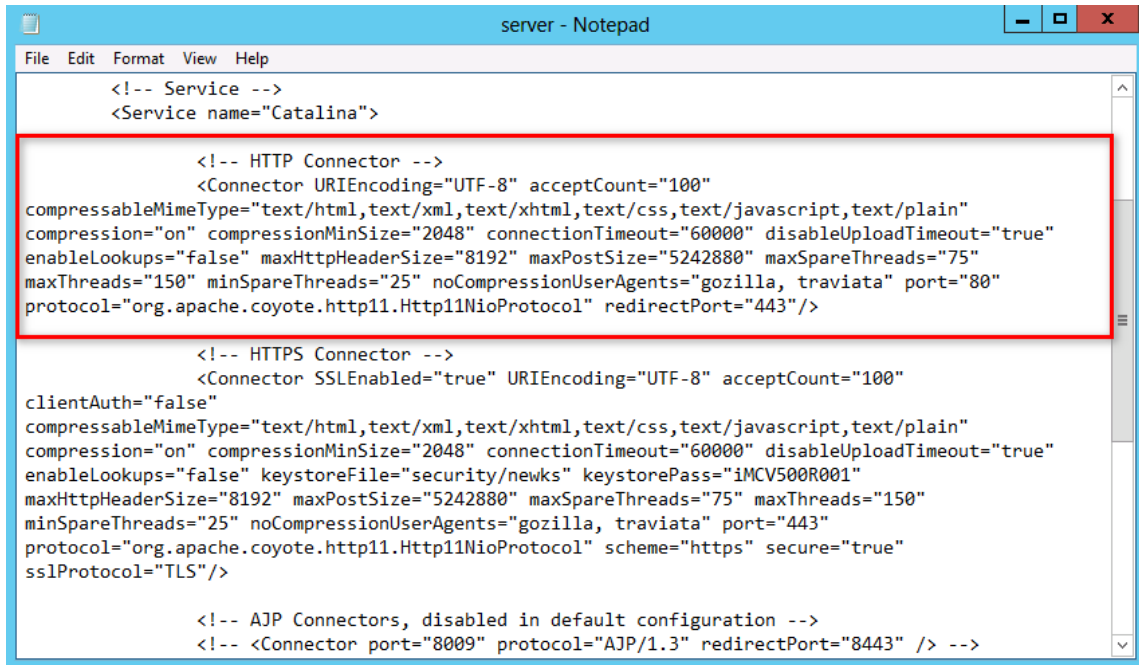 server - Notepad
File Edit Format View Help
<!-- Service -->
<Service name="Catalina">
<!-- HTTP Connector -->
<Connector URIEncoding="UTF-8" acceptCount="100"
compressableMimeType="text/html,text/xml,text/xhtml,text/css,text/javascript,text/plain"
compression="on" compressionMinSize="2048" connectionTimeout="60000" disableUploadTimeout="true"
enableLookups="false" maxHttpHeaderSize="8192" maxPostSize="5242880" maxSpareThreads="75"
maxThreads="150" minSpareThreads="25" noCompressionUserAgents="gozilla, traviata" port="80"
protocol="org.apache.coyote.http11.Http11NioProtocol" redirectPort="443"/>
<!-- HTTPS Connector -->
<Connector SSLEnabled="true" URIEncoding="UTF-8" acceptCount="100"
clientAuth="false"
compressableMimeType="text/html,text/xml,text/xhtml,text/css,text/javascript,text/plain"
compression="on" compressionMinSize="2048" connectionTimeout="60000" disableUploadTimeout="true"
enableLookups="false" keystoreFile="security/newks" keystorePass="iMCV500R001"
maxHttpHeaderSize="8192" maxPostSize="5242880" maxSpareThreads="75" maxThreads="150"
minSpareThreads="25" noCompressionUserAgents="gozilla, traviata" port="443"
protocol="org.apache.coyote.http11.Http11NioProtocol" scheme="https" secure="true"
sslProtocol="TLS"/>
<!-- AJP Connectors, disabled in default configuration -->
<!-- <Connector port="8009" protocol="AJP/1.3" redirectPort="8443" /> -->